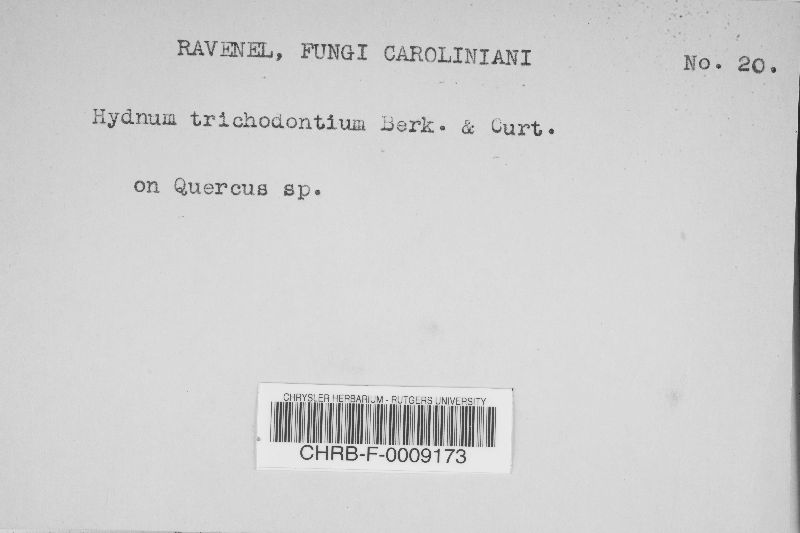 RAVENEL, FUNGI CAROLINIANI No. 20.
Hydnum trichodontium Berk. & Curt.
on Quercus sp.
CHRYSLER HERBARIUM - RUTGERS UNIVERSITY
CHRB-F-0009173